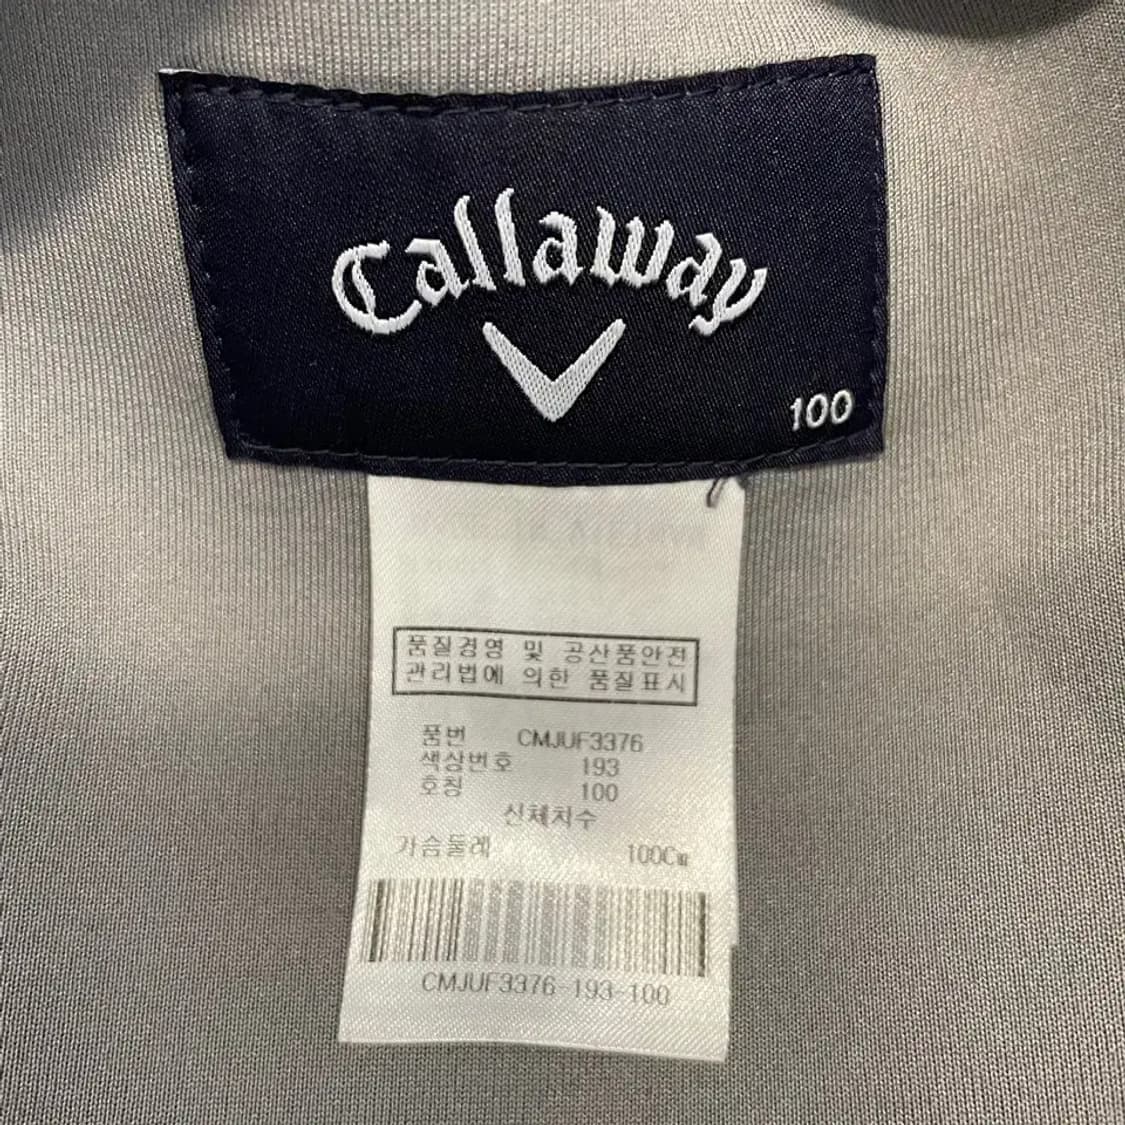 Callaway
100
품질경영 및 공산품안전
관리법에 의한 품질표시
품번 CMJUF3376
색상번호 193
호칭 100
신체치수
가슴둘레 100Cm
CMJUF3376-193-100